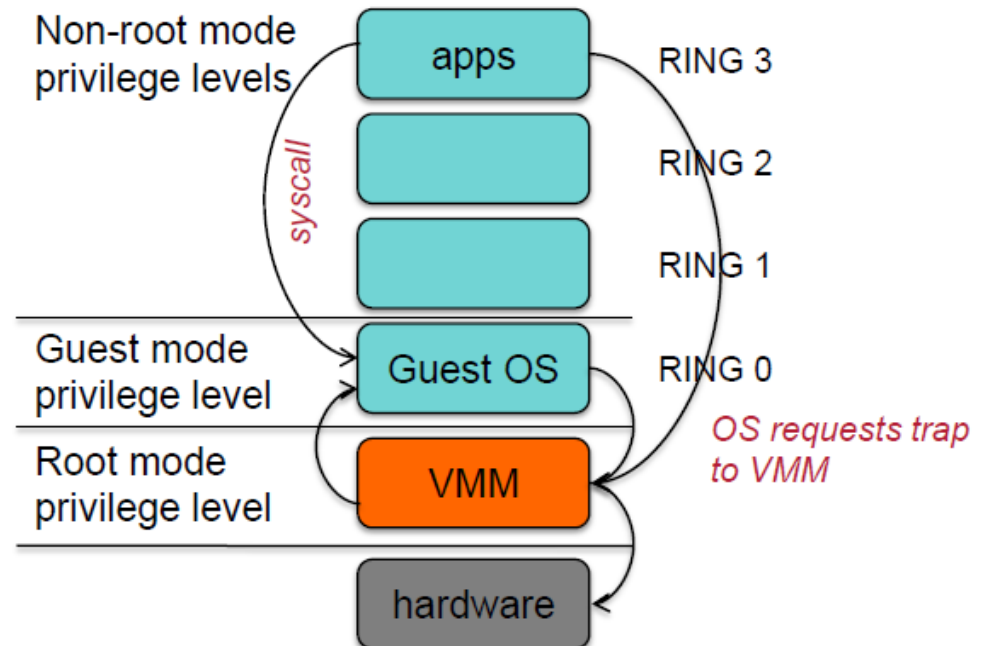 Non-root mode
privilege levels
apps
RING 3
syscall
RING 2
RING 1
Guest mode
privilege level
Guest OS
RING 0
OS requests trap
to VMM
Root mode
privilege level
VMM
hardware